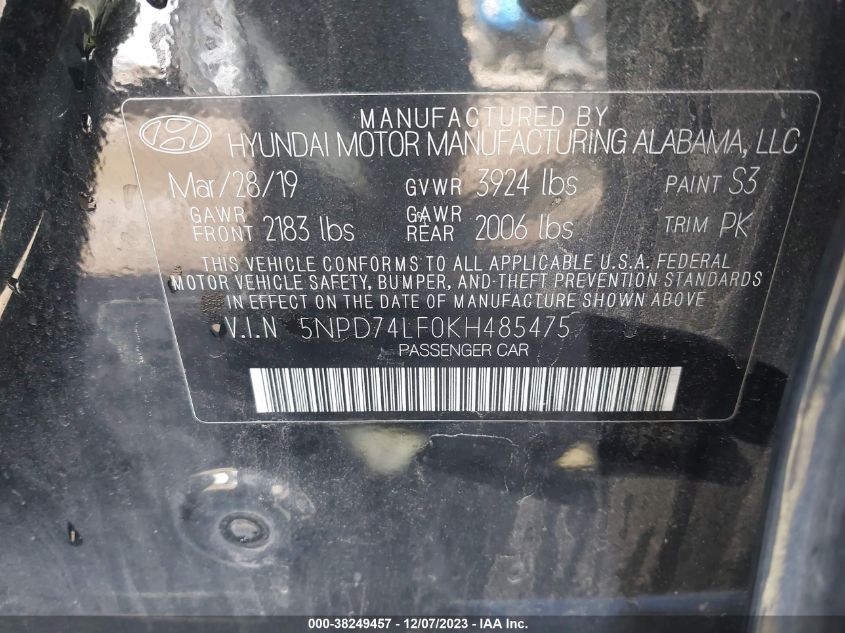 MANUFACTURED BY
HYUNDAI MOTOR MANUFACTURING ALABAMA, LLC
Mar/28/19 GVWR 3924 lbs PAINT S3
GAWR FRONT 2183 lbs GAWR REAR 2006 lbs TRIM PK
THIS VEHICLE CONFORMS TO ALL APPLICABLE U.S.A. FEDERAL
MOTOR VEHICLE SAFETY, BUMPER, AND THEFT PREVENTION STANDARDS
IN EFFECT ON THE DATE OF MANUFACTURE SHOWN ABOVE
V.I.N 5NPD74LF0KH485475
PASSENGER CAR
000-38249457 - 12/07/2023 - IAA Inc.